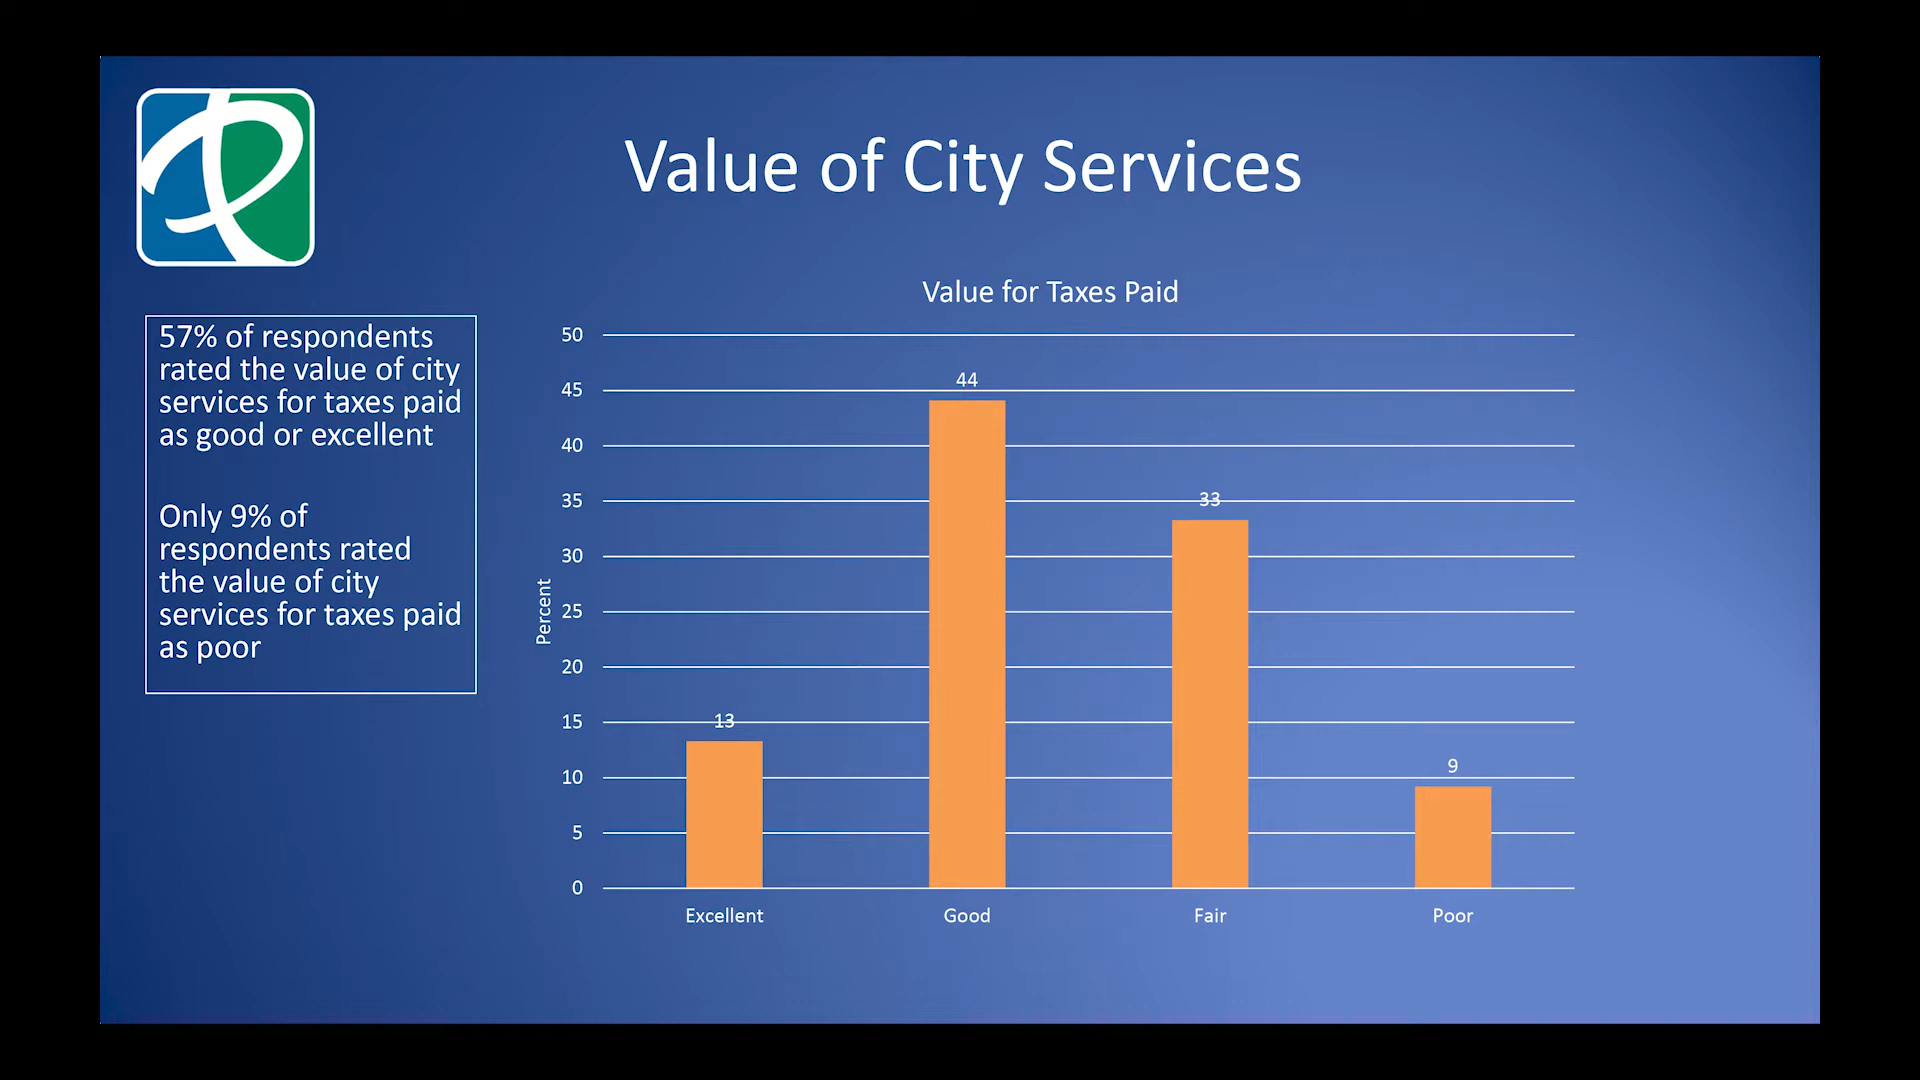 Value of City Services
57% of respondents
rated the value of city
services for taxes paid
as good or excellent
Only 9% of
respondents rated
the value of city
services for taxes paid
as poor
Value for Taxes Paid
Percent
50
45
40
35
30
25
20
15
10
5
0
13
44
33
9
Excellent
Good
Fair
Poor